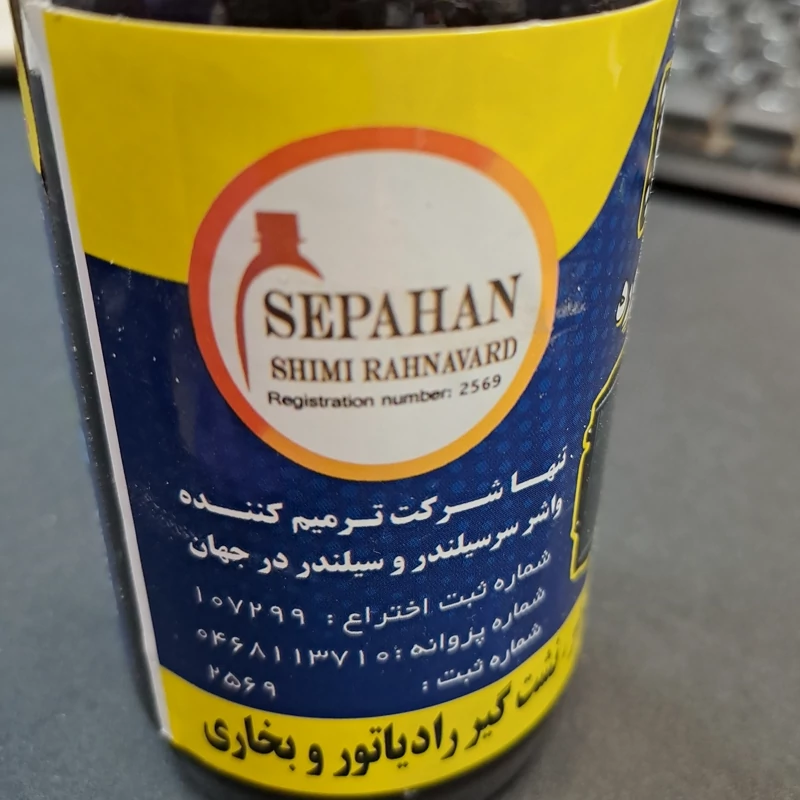 SEPAHAN
SHIMI RAHNAVARD
Registration number: 2569
تنها شرکت ترمیم کننده
واشر سرسیلندر و سیلندر در جهان
شماره ثبت اختراع : ۱۰۷۲۹۹
شماره پروانه : ۰۴۶۸۱۱۳۷۱۰
شماره ثبت : ۲۵۶۹
نشت گیر رادیاتور و بخاری